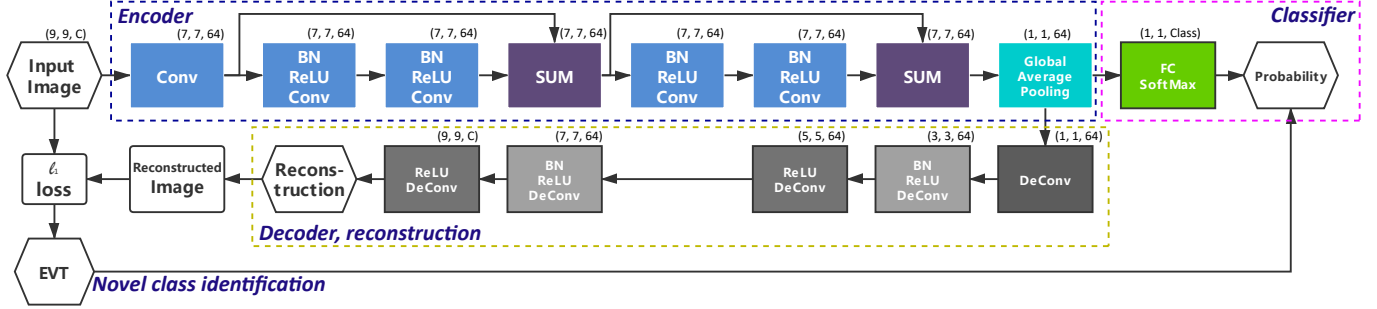 Encoder
Classifier
(9, 9, C)
(7, 7, 64)
(7, 7, 64)
(7, 7, 64)
(7, 7, 64)
(7, 7, 64)
(7, 7, 64)
(7, 7, 64)
(1, 1, 64)
(1, 1, Class)
Input
Image
Conv
BN
ReLU
Conv
BN
ReLU
Conv
SUM
BN
ReLU
Conv
BN
ReLU
Conv
SUM
Global
Average
Pooling
FC
SoftMax
Probability
(9, 9, C)
(7, 7, 64)
(5, 5, 64)
(3, 3, 64)
(1, 1, 64)
ℓ₁
loss
Reconstructed
Image
Recons-
truction
ReLU
DeConv
BN
ReLU
DeConv
ReLU
DeConv
BN
ReLU
DeConv
DeConv
Decoder, reconstruction
EVT
Novel class identification